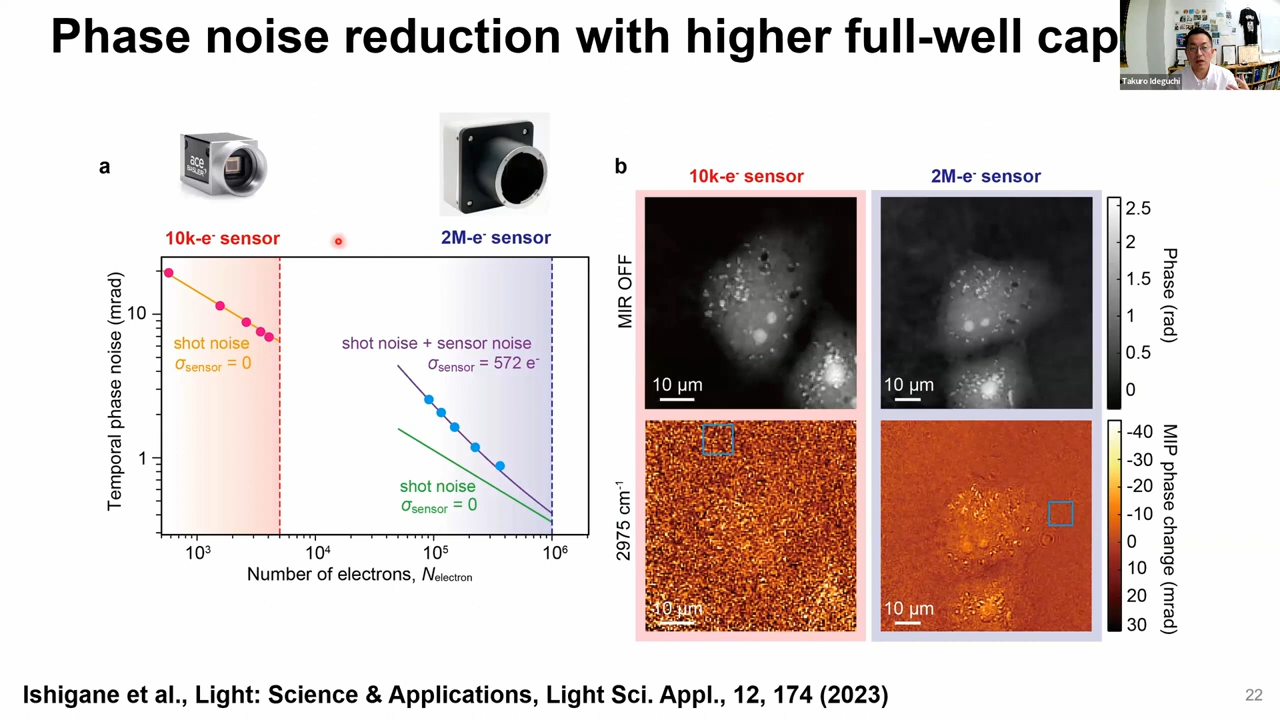 Phase noise reduction with higher full-well cap
Takuro Ideguchi
a
ace
BASLER
10k-e⁻ sensor
2M-e⁻ sensor
Temporal phase noise (mrad)
10
1
shot noise
σsensor = 0
shot noise + sensor noise
σsensor = 572 e⁻
shot noise
σsensor = 0
10³
10⁴
10⁵
10⁶
Number of electrons, Nelectron
b
10k-e⁻ sensor
2M-e⁻ sensor
MIR OFF
10 µm
10 µm
2.5
2
1.5
1
0.5
0
Phase (rad)
2975 cm⁻¹
10 µm
10 µm
-40
-30
-20
-10
0
10
20
30
MIP phase change (mrad)
Ishigane et al., Light: Science & Applications, Light Sci. Appl., 12, 174 (2023)
22